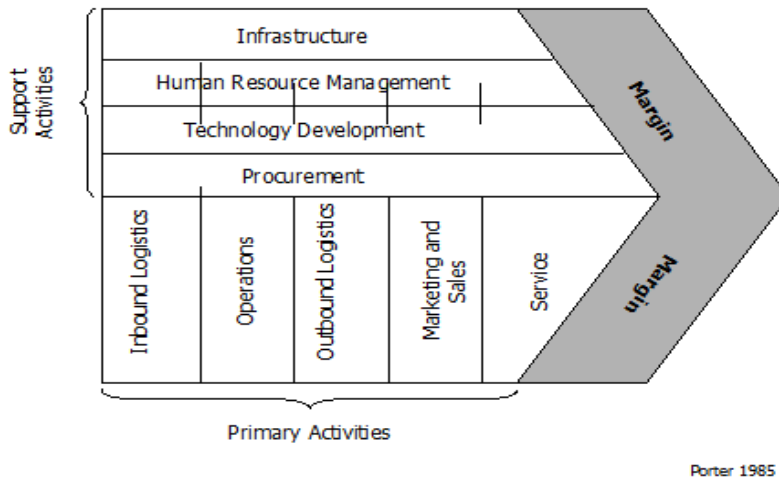 Support
Activities
Infrastructure
Human Resource Management
Technology Development
Procurement
Margin
Margin
Inbound Logistics
Operations
Outbound Logistics
Marketing and
Sales
Service
Primary Activities
Porter 1985